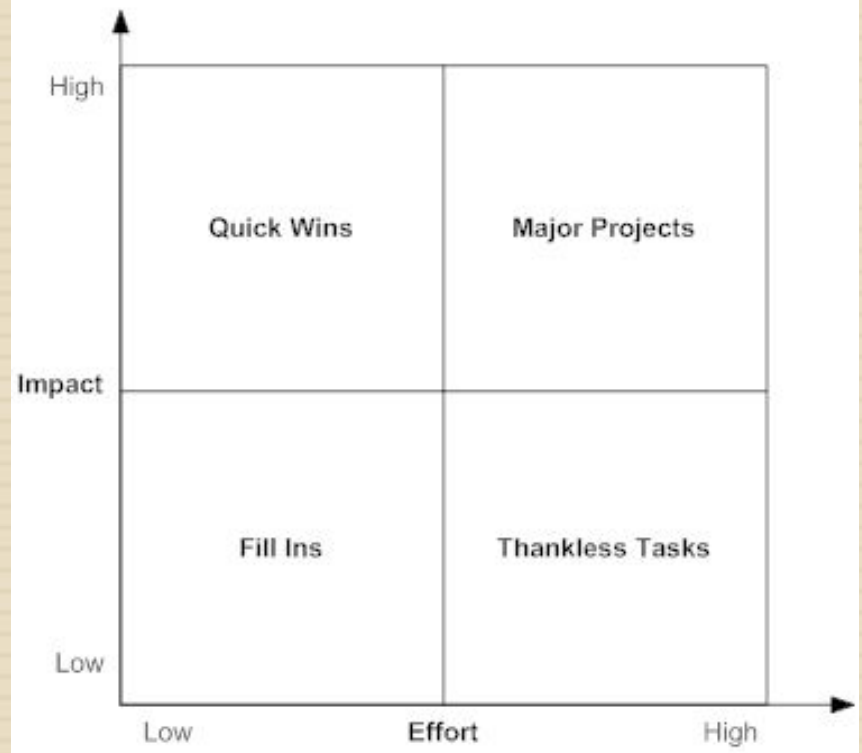 High
Quick Wins
Major Projects
Impact
Fill Ins
Thankless Tasks
Low
Low
Effort
High